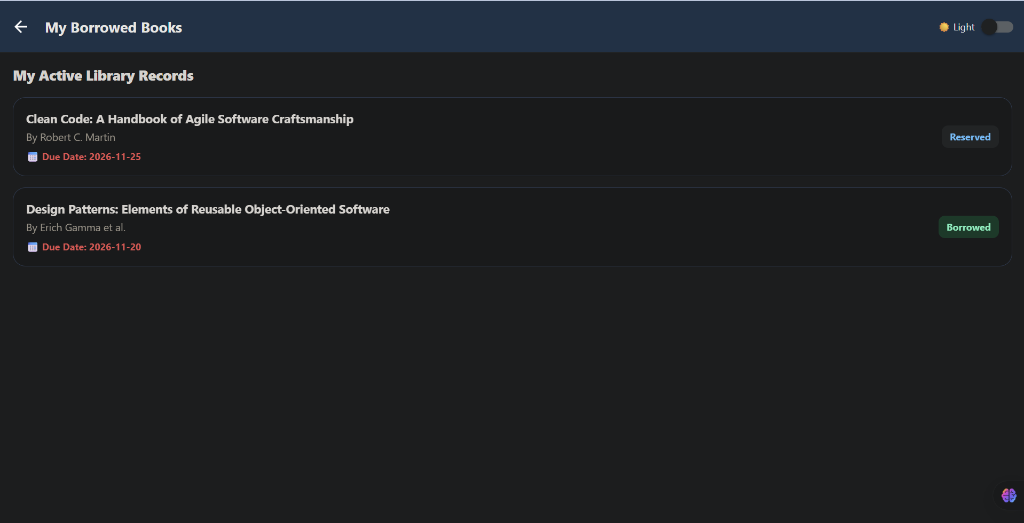 My Borrowed Books
Light
My Active Library Records
Clean Code: A Handbook of Agile Software Craftsmanship
By Robert C. Martin
Due Date: 2026-11-25
Reserved
Design Patterns: Elements of Reusable Object-Oriented Software
By Erich Gamma et al.
Due Date: 2026-11-20
Borrowed